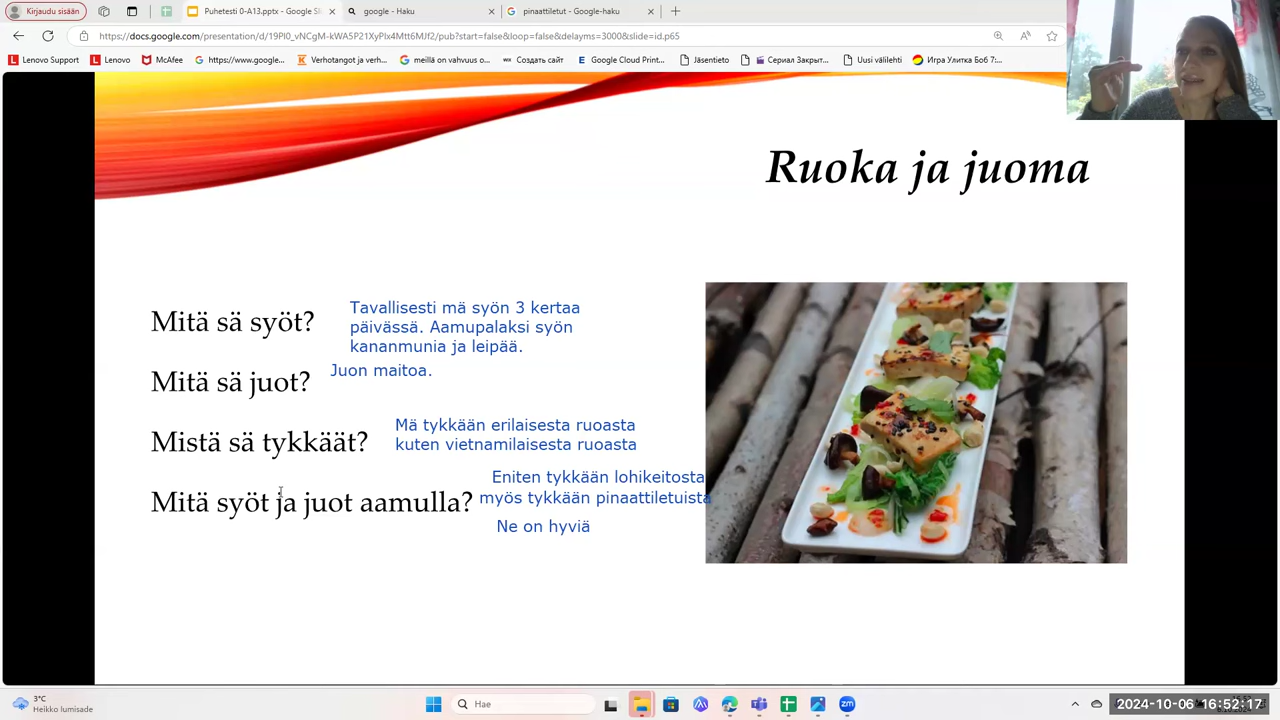 Kirjaudu sisään
Puhetesti 0-A13.pptx - Google Sl
google - Haku
pinaattiletut - Google-haku
https://docs.google.com/presentation/d/19PI0_vNCgM-kWA5P21XyPlx4Mtt6MJf2/pub?start=false&loop=false&delayms=3000&slide=id.p65
Lenovo Support
Lenovo
McAfee
https://www.google...
Verhotangot ja verh...
meillä on vahvuus o...
Создать сайт
Google Cloud Print...
Jäsentieto
Сериал Закрыт...
Uusi välilehti
Игра Улитка Боб 7:...
Ruoka ja juoma
Mitä sä syöt?
Tavallisesti mä syön 3 kertaa
päivässä. Aamupalaksi syön
kananmunia ja leipää.
Mitä sä juot?
Juon maitoa.
Mistä sä tykkäät?
Mä tykkään erilaisesta ruoasta
kuten vietnamilaisesta ruoasta
Eniten tykkään lohikeitosta
Mitä syöt ja juot aamulla?
myös tykkään pinaattiletuista
Ne on hyviä
3°C
Heikko lumisade
Hae
2024-10-06 16:52:17